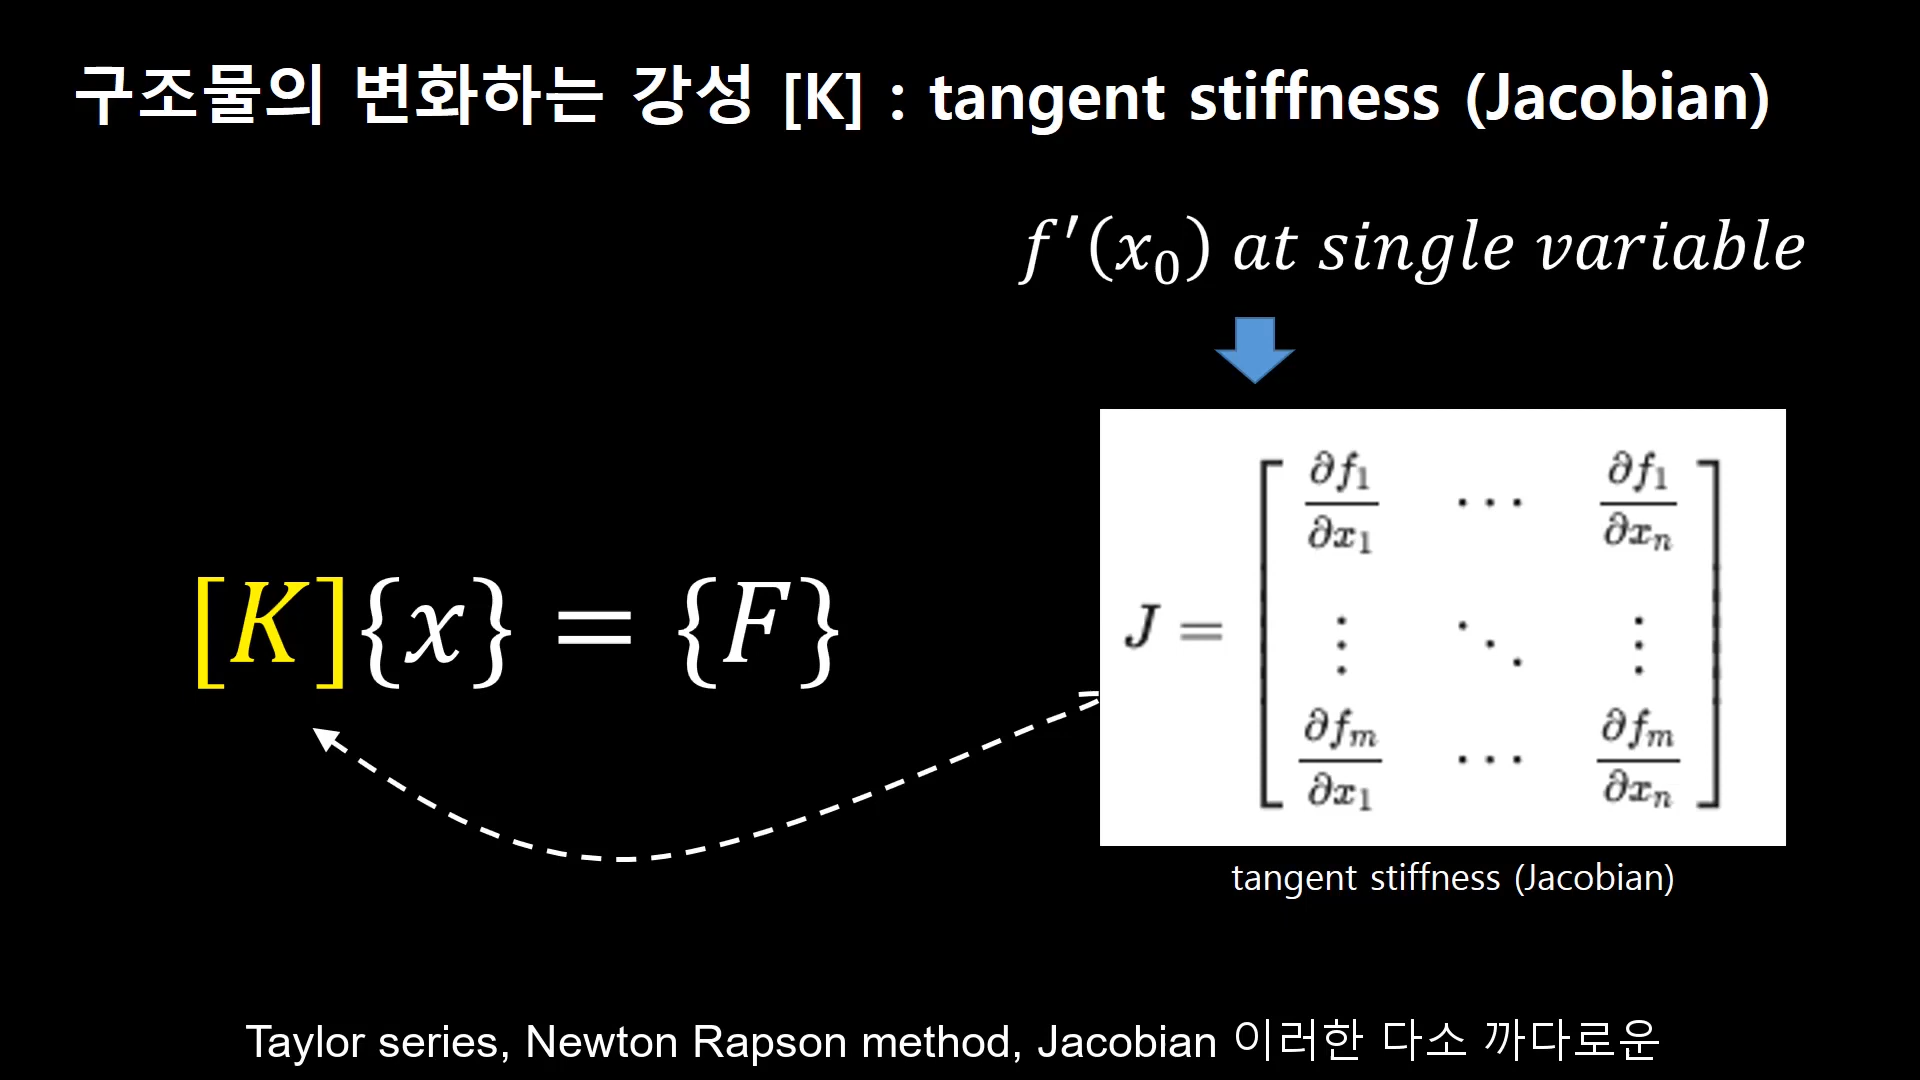 구조물의 변화하는 강성 [K] : tangent stiffness (Jacobian)
f′(x₀) at single variable
[K]{x} = {F}
J = [ ∂f₁/∂x₁ ⋯ ∂f₁/∂xₙ
⋮ ⋱ ⋮
∂fₘ/∂x₁ ⋯ ∂fₘ/∂xₙ ]
tangent stiffness (Jacobian)
Taylor series, Newton Rapson method, Jacobian 이러한 다소 까다로운